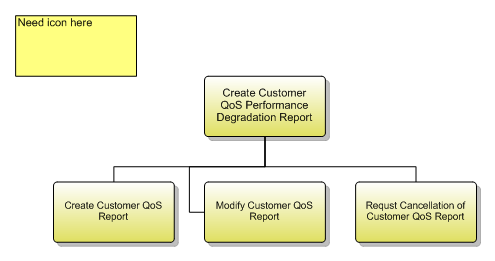 Need icon here
Create Customer
QoS Performance
Degradation Report
Create Customer QoS
Report
Modify Customer QoS
Report
Requst Cancellation of
Customer QoS Report